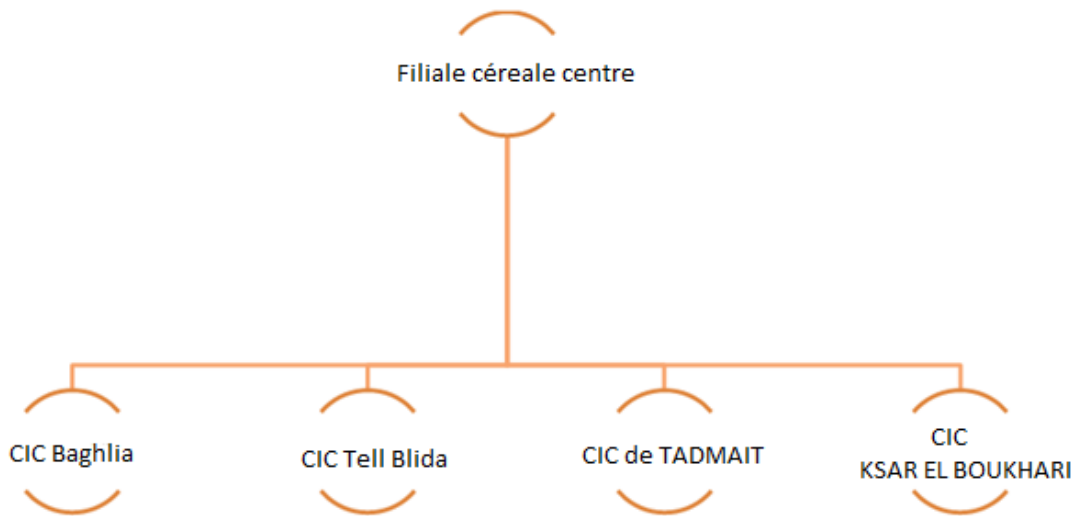 Filiale céreale centre
CIC Baghlia
CIC Tell Blida
CIC de TADMAIT
CIC
KSAR EL BOUKHARI